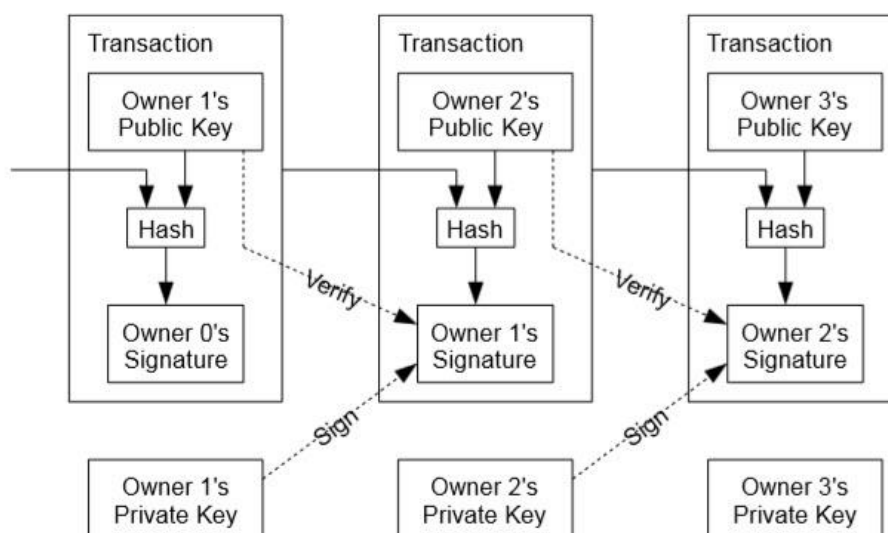 Transaction
Transaction
Transaction
Owner 1's
Public Key
Owner 2's
Public Key
Owner 3's
Public Key
Hash
Hash
Hash
Verify
Verify
Owner 0's
Signature
Owner 1's
Signature
Owner 2's
Signature
Sign
Sign
Owner 1's
Private Key
Owner 2's
Private Key
Owner 3's
Private Key